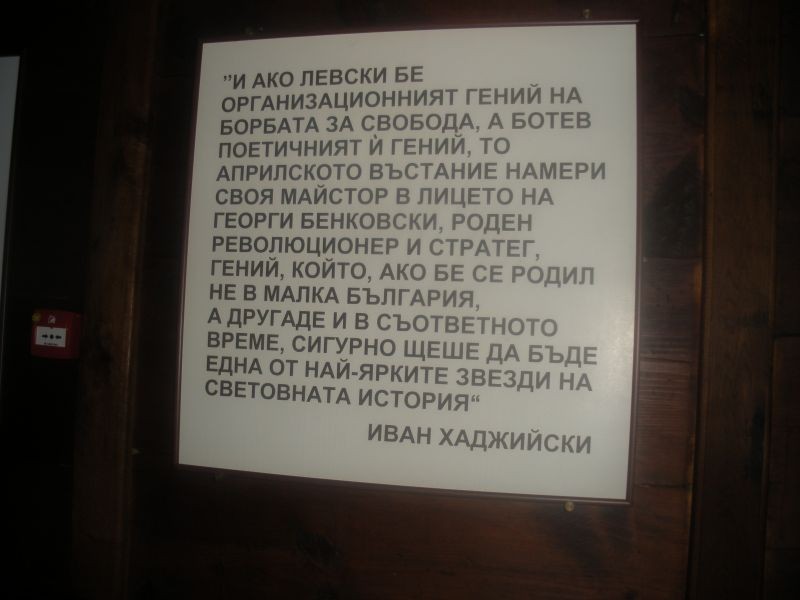 ”И АКО ЛЕВСКИ БЕ
ОРГАНИЗАЦИОННИЯТ ГЕНИЙ НА
БОРБАТА ЗА СВОБОДА, А БОТЕВ
ПОЕТИЧНИЯТ Ѝ ГЕНИЙ, ТО
АПРИЛСКОТО ВЪСТАНИЕ НАМЕРИ
СВОЯ МАЙСТОР В ЛИЦЕТО НА
ГЕОРГИ БЕНКОВСКИ, РОДЕН
РЕВОЛЮЦИОНЕР И СТРАТЕГ,
ГЕНИЙ, КОЙТО, АКО БЕ СЕ РОДИЛ
НЕ В МАЛКА БЪЛГАРИЯ,
А ДРУГАДЕ И В СЪОТВЕТНОТО
ВРЕМЕ, СИГУРНО ЩЕШЕ ДА БЪДЕ
ЕДНА ОТ НАЙ-ЯРКИТЕ ЗВЕЗДИ НА
СВЕТОВНАТА ИСТОРИЯ“
ИВАН ХАДЖИЙСКИ